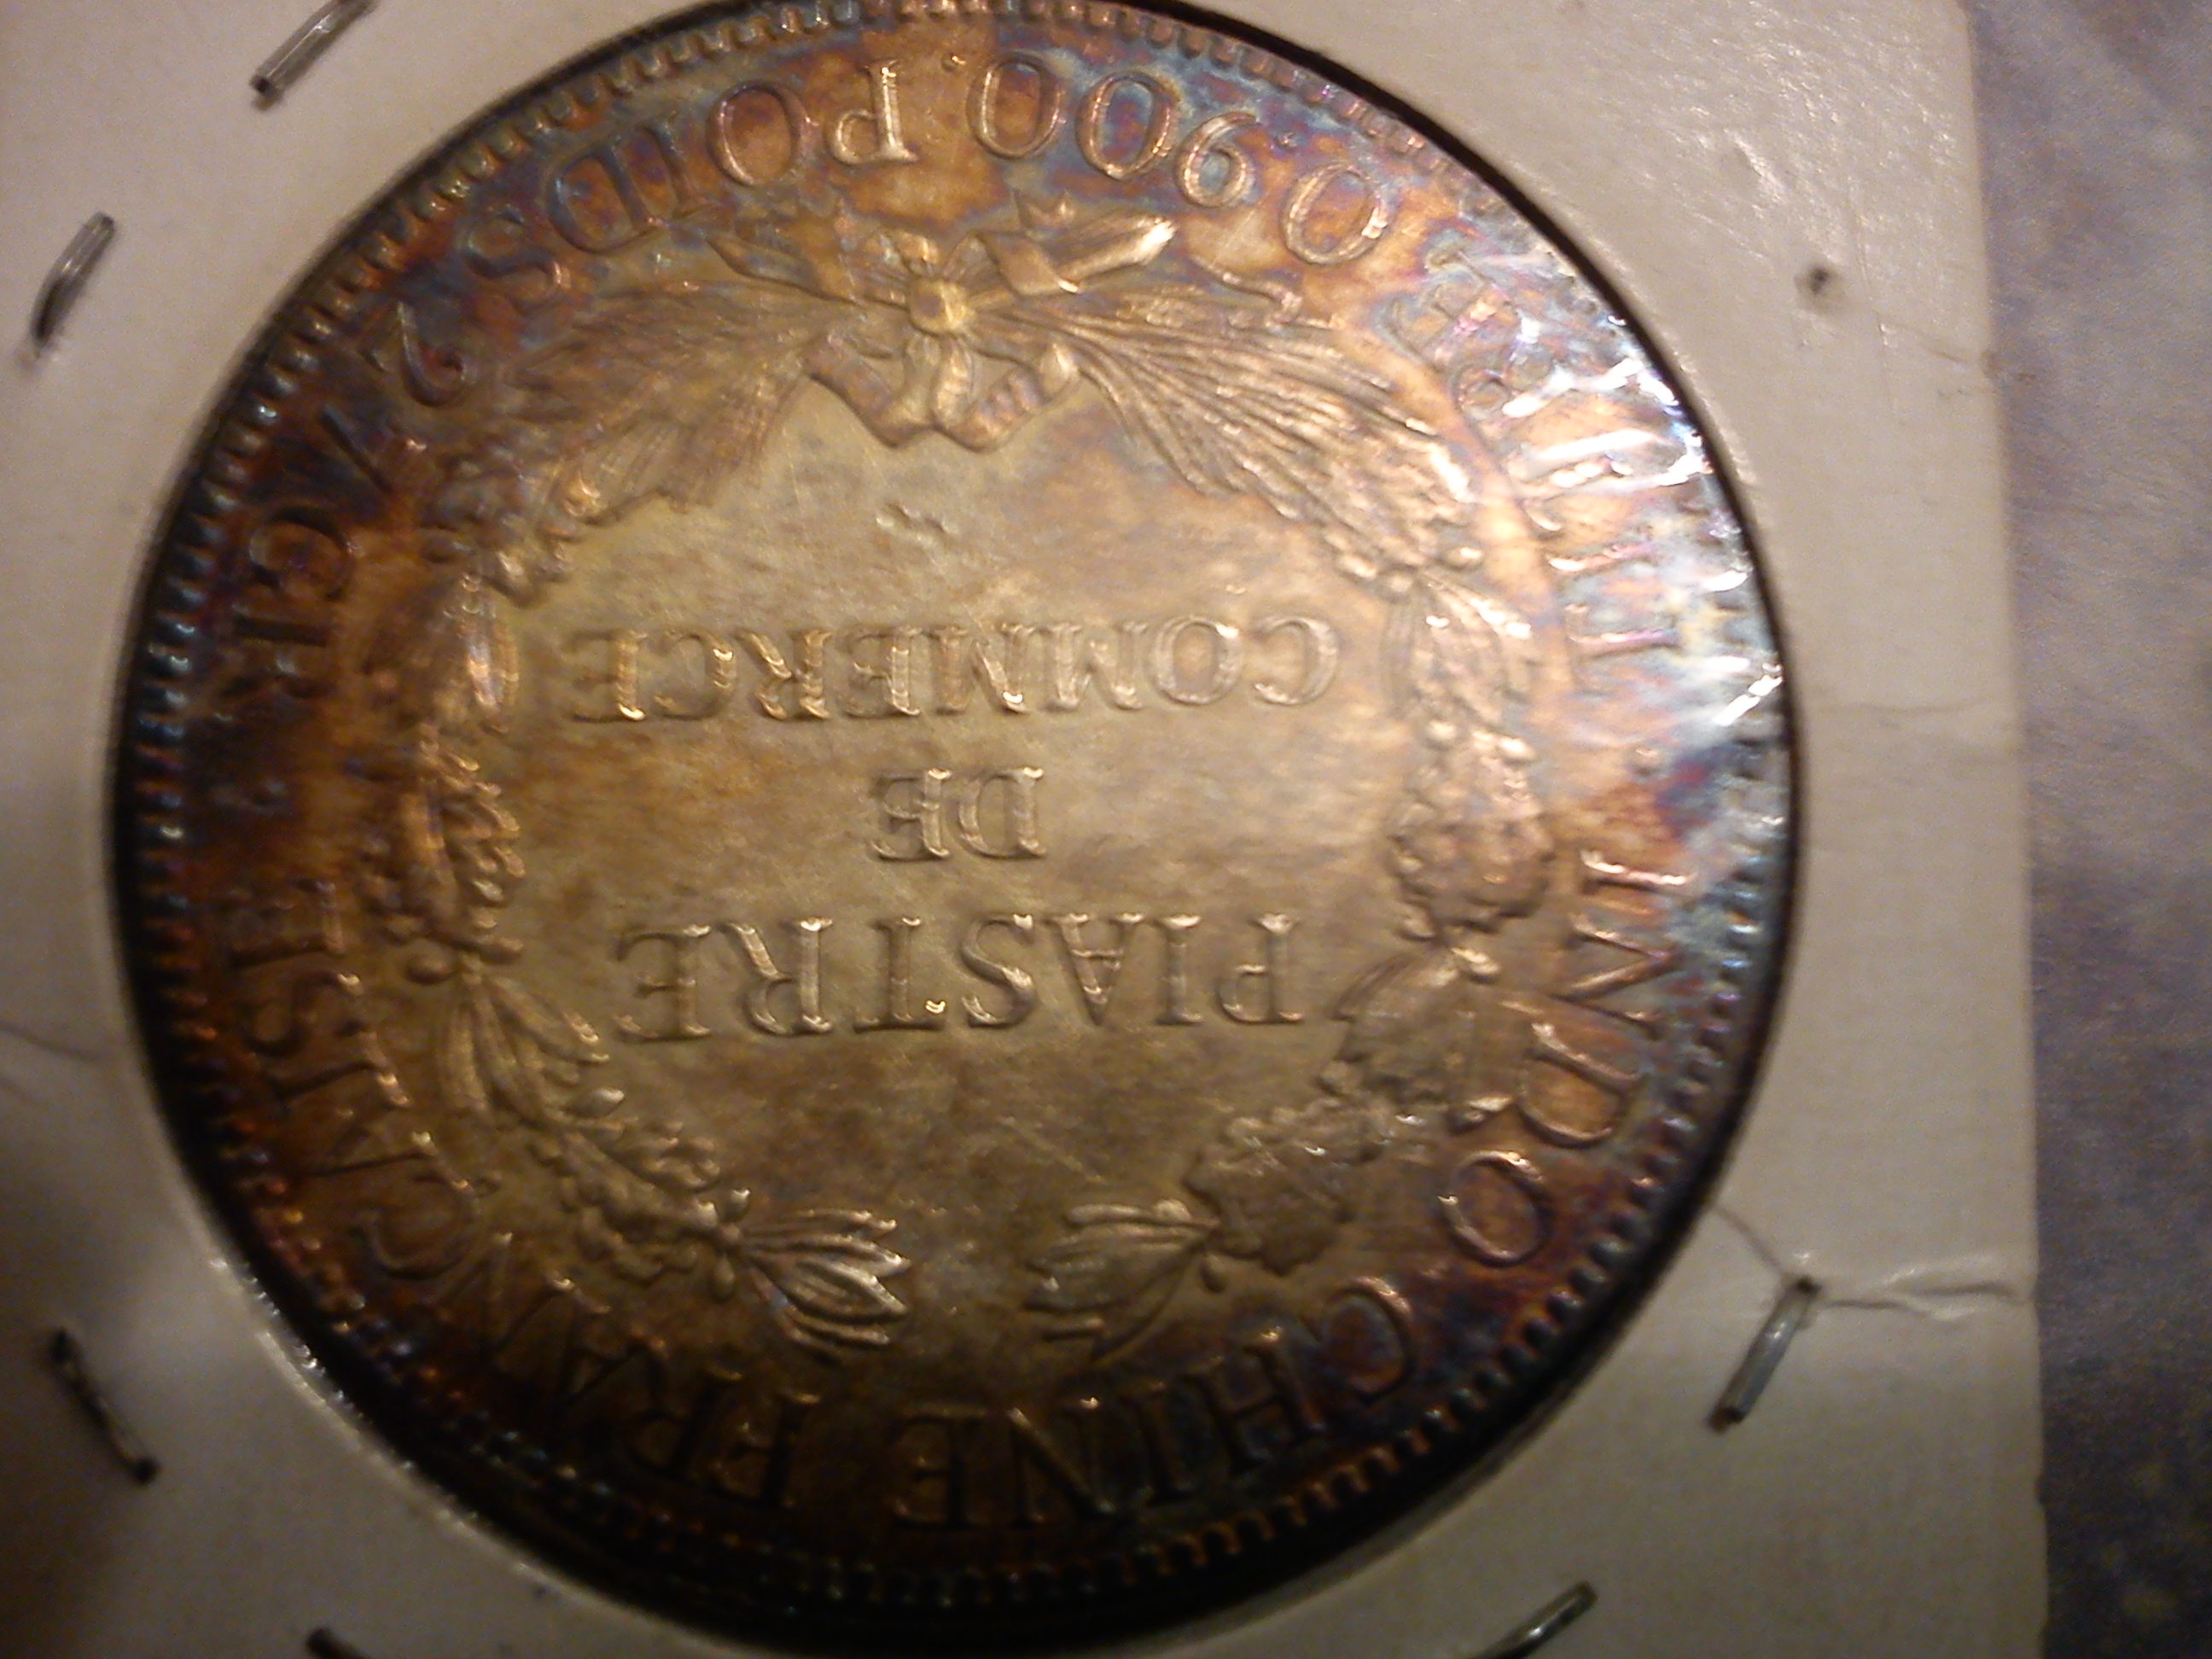 INDO CHINE FRANÇAISE
PIASTRE
DE
COMMERCE
TITRE 0.900. POIDS 27 GR.